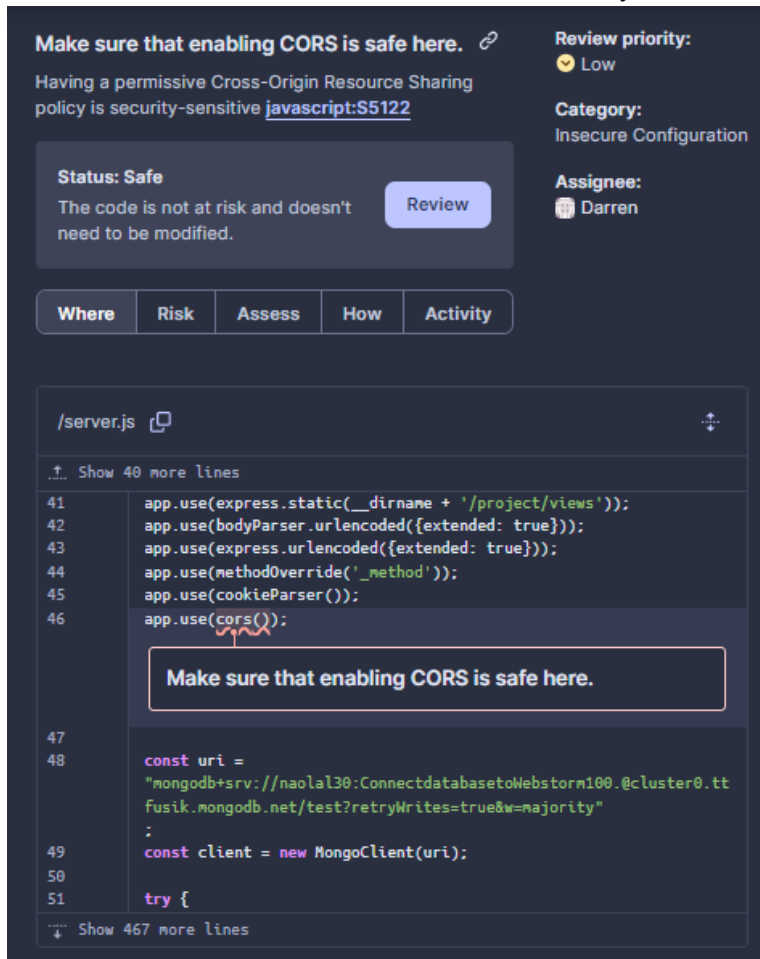 Make sure that enabling CORS is safe here.
Having a permissive Cross-Origin Resource Sharing
policy is security-sensitive javascript:S5122
Review priority:
Low
Category:
Insecure Configuration
Assignee:
Darren
Status: Safe
The code is not at risk and doesn't
need to be modified.
Review
Where Risk Assess How Activity
/server.js
Show 40 more lines
41 app.use(express.static(__dirname + '/project/views'));
42 app.use(bodyParser.urlencoded({extended: true}));
43 app.use(express.urlencoded({extended: true}));
44 app.use(methodOverride('_method'));
45 app.use(cookieParser());
46 app.use(cors());
Make sure that enabling CORS is safe here.
47
48 const uri =
"mongodb+srv://naolal30:ConnectdatabasetoWebstorm100.@cluster0.tt
fusik.mongodb.net/test?retryWrites=true&w=majority"
;
49 const client = new MongoClient(uri);
50
51 try {
Show 467 more lines